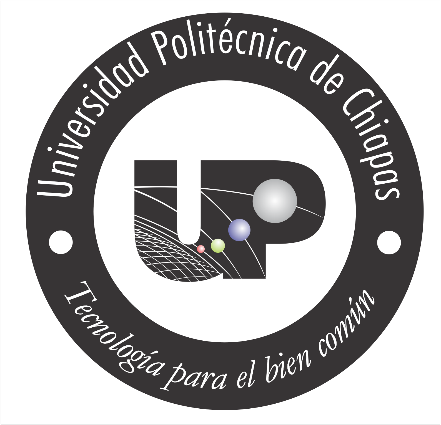 Universidad Politécnica de Chiapas
UP
Tecnología para el bien común